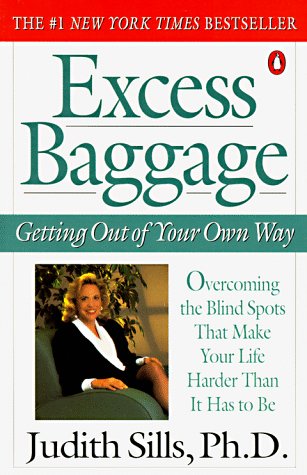 THE #1 NEW YORK TIMES BESTSELLER
Excess
Baggage
Getting Out of Your Own Way
Overcoming
the Blind Spots
That Make
Your Life
Harder Than
It Has to Be
Judith Sills, Ph.D.